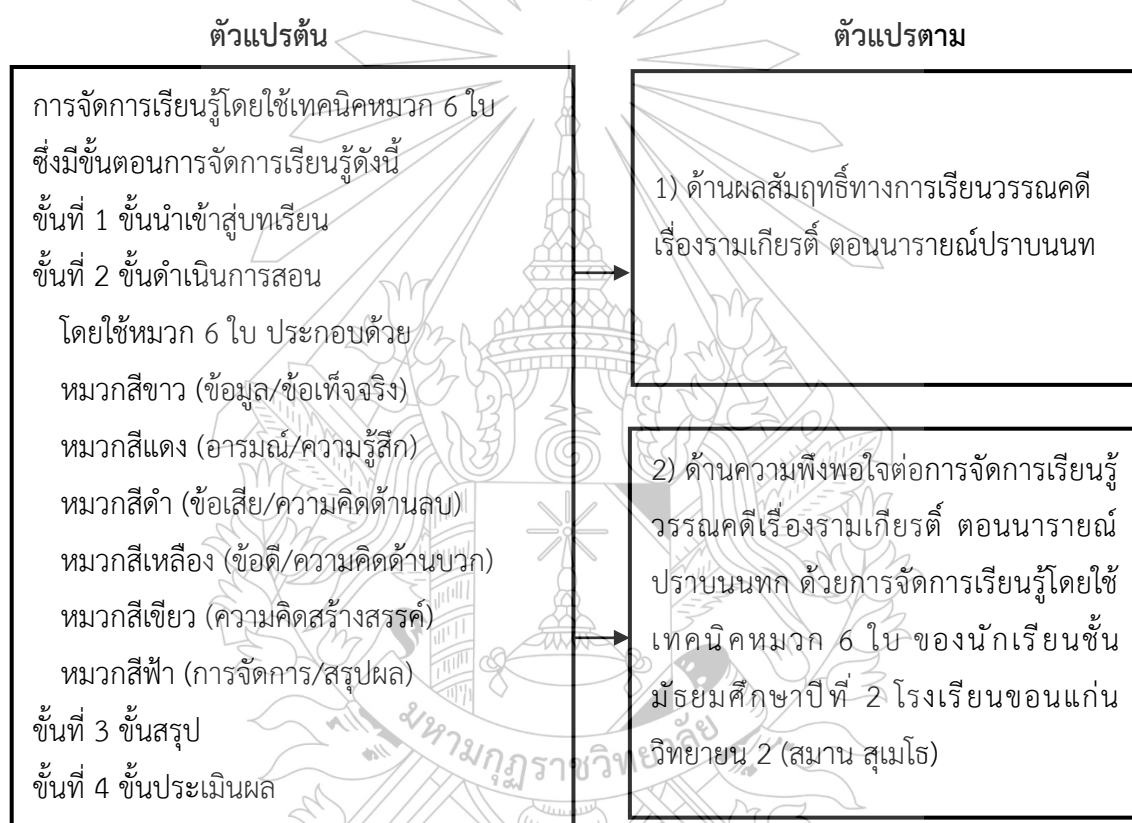 ตัวแปรต้น
ตัวแปรตาม
การจัดการเรียนรู้โดยใช้เทคนิคหมวก 6 ใบ
ซึ่งมีขั้นตอนการจัดการเรียนรู้ดังนี้
ขั้นที่ 1 ขั้นนำเข้าสู่บทเรียน
ขั้นที่ 2 ขั้นดำเนินการสอน
โดยใช้หมวก 6 ใบ ประกอบด้วย
หมวกสีขาว (ข้อมูล/ข้อเท็จจริง)
หมวกสีแดง (อารมณ์/ความรู้สึก)
หมวกสีดำ (ข้อเสีย/ความคิดด้านลบ)
หมวกสีเหลือง (ข้อดี/ความคิดด้านบวก)
หมวกสีเขียว (ความคิดสร้างสรรค์)
หมวกสีฟ้า (การจัดการ/สรุปผล)
ขั้นที่ 3 ขั้นสรุป
ขั้นที่ 4 ขั้นประเมินผล
1) ด้านผลสัมฤทธิ์ทางการเรียนวรรณคดี
เรื่องรามเกียรติ์ ตอนนารายณ์ปราบนนท
2) ด้านความพึงพอใจต่อการจัดการเรียนรู้
วรรณคดีเรื่องรามเกียรติ์ ตอนนารายณ์
ปราบนนทก ด้วยการจัดการเรียนรู้โดยใช้
เทคนิคหมวก 6 ใบ ของนักเรียนชั้น
มัธยมศึกษาปีที่ 2 โรงเรียนขอนแก่น
วิทยายน 2 (สมาน สุเมโธ)
มหามกุฏราชวิทยาลัย